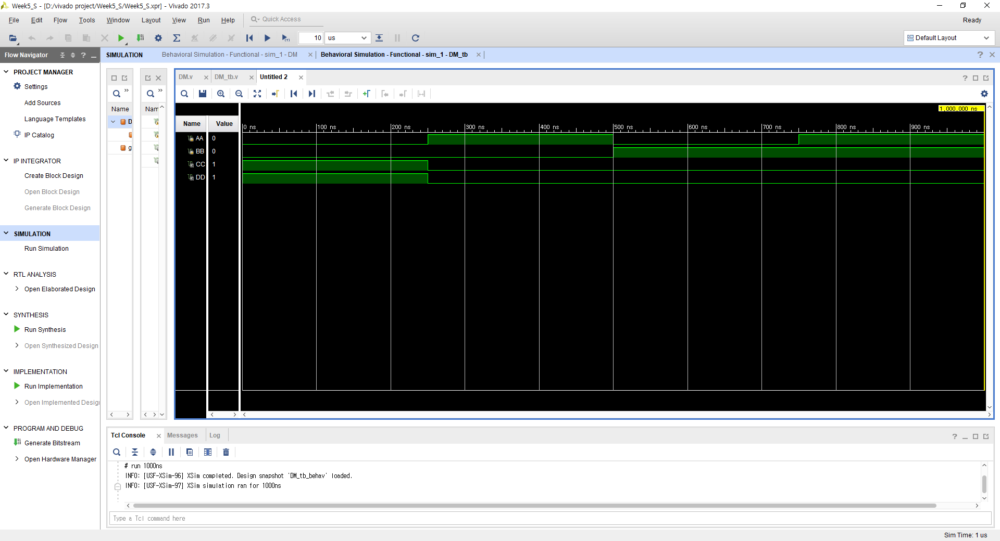 Week5_S - [D:/vivado project/Week5_S/Week5_S.xpr] - Vivado 2017.3
File Edit Flow Tools Window Layout View Run Help Quick Access Ready
10 us Default Layout
Flow Navigator
PROJECT MANAGER
Settings
Add Sources
Language Templates
IP Catalog
IP INTEGRATOR
Create Block Design
Open Block Design
Generate Block Design
SIMULATION
Run Simulation
RTL ANALYSIS
Open Elaborated Design
SYNTHESIS
Run Synthesis
Open Synthesized Design
IMPLEMENTATION
Run Implementation
Open Implemented Desig
PROGRAM AND DEBUG
Generate Bitstream
Open Hardware Manager
SIMULATION Behavioral Simulation - Functional - sim_1 - DM Behavioral Simulation - Functional - sim_1 - DM_tb
Name
D
g
Nam
DM.v DM_tb.v Untitled 2
1,000,000 ns
Name Value
0 ns 100 ns 200 ns 300 ns 400 ns 500 ns 600 ns 700 ns 800 ns 900 ns
AA 0
BB 0
CC 1
DD 1
Tcl Console Messages Log
# run 1000ns
INFO: [USF-XSim-96] XSim completed. Design snapshot 'DM_tb_behav' loaded.
INFO: [USF-XSim-97] XSim simulation ran for 1000ns
Type a Tcl command here
Sim Time: 1 us